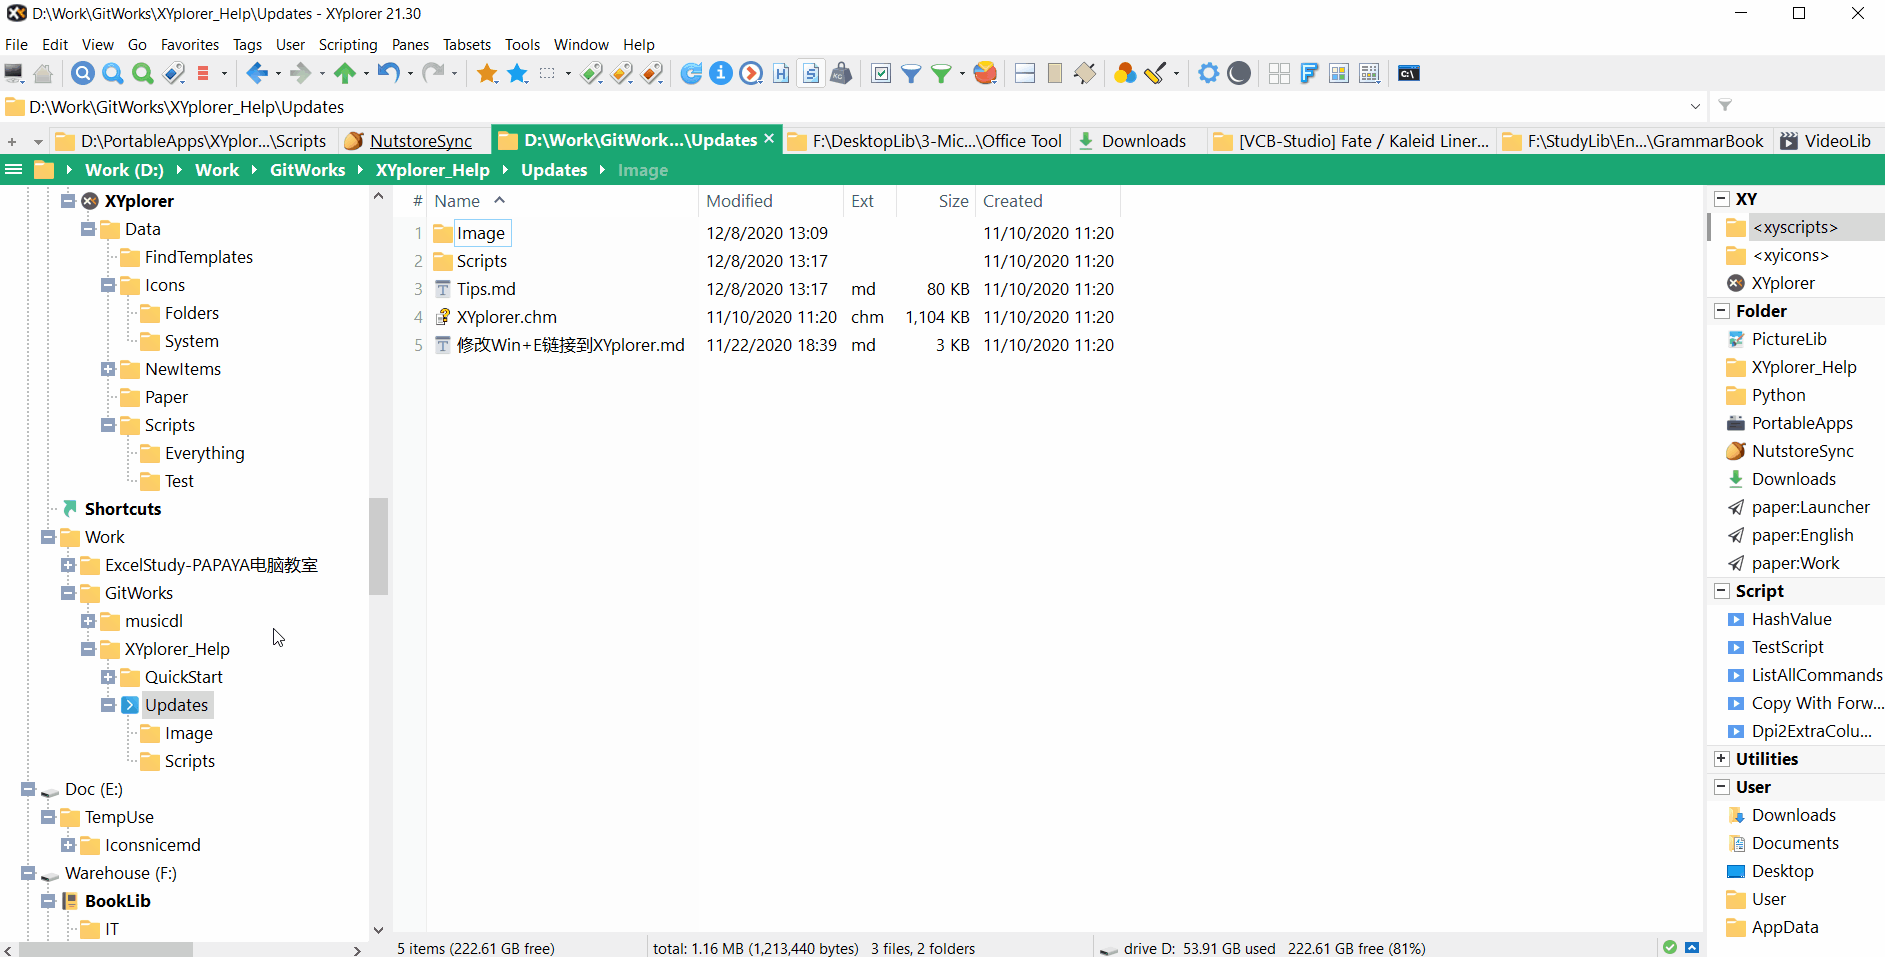 D:\Work\GitWorks\XYplorer_Help\Updates - XYplorer 21.30
File Edit View Go Favorites Tags User Scripting Panes Tabsets Tools Window Help
D:\Work\GitWorks\XYplorer_Help\Updates
D:\PortableApps\XYplor...\Scripts NutstoreSync D:\Work\GitWork...\Updates F:\DesktopLib\3-Mic...\Office Tool Downloads [VCB-Studio] Fate / Kaleid Liner... F:\StudyLib\En...\GrammarBook VideoLib
Work (D:) Work GitWorks XYplorer_Help Updates Image
XYplorer
Data
FindTemplates
Icons
Folders
System
NewItems
Paper
Scripts
Everything
Test
Shortcuts
Work
ExcelStudy-PAPAYA电脑教室
GitWorks
musicdl
XYplorer_Help
QuickStart
Updates
Image
Scripts
Doc (E:)
TempUse
Iconsnicemd
Warehouse (F:)
BookLib
IT
# Name Modified Ext Size Created
1 Image 12/8/2020 13:09 11/10/2020 11:20
2 Scripts 12/8/2020 13:17 11/10/2020 11:20
3 Tips.md 12/8/2020 13:17 md 80 KB 11/10/2020 11:20
4 XYplorer.chm 11/10/2020 11:20 chm 1,104 KB 11/10/2020 11:20
5 修改Win+E链接到XYplorer.md 11/22/2020 18:39 md 3 KB 11/10/2020 11:20
XY
<xyscripts>
<xyicons>
XYplorer
Folder
PictureLib
XYplorer_Help
Python
PortableApps
NutstoreSync
Downloads
paper:Launcher
paper:English
paper:Work
Script
HashValue
TestScript
ListAllCommands
Copy With Forw...
Dpi2ExtraColu...
Utilities
User
Downloads
Documents
Desktop
User
AppData
5 items (222.61 GB free) total: 1.16 MB (1,213,440 bytes) 3 files, 2 folders drive D: 53.91 GB used 222.61 GB free (81%)